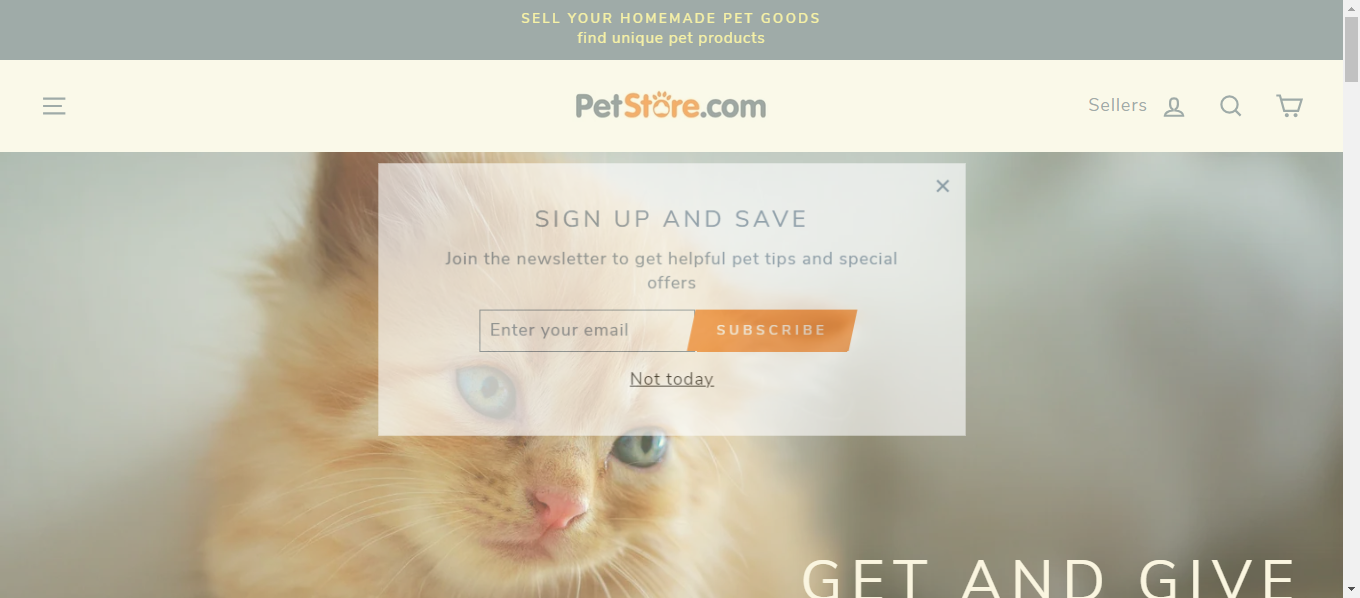 SELL YOUR HOMEMADE PET GOODS
find unique pet products
PetStore.com
Sellers
SIGN UP AND SAVE
Join the newsletter to get helpful pet tips and special
offers
Enter your email
SUBSCRIBE
Not today
GET AND GIVE